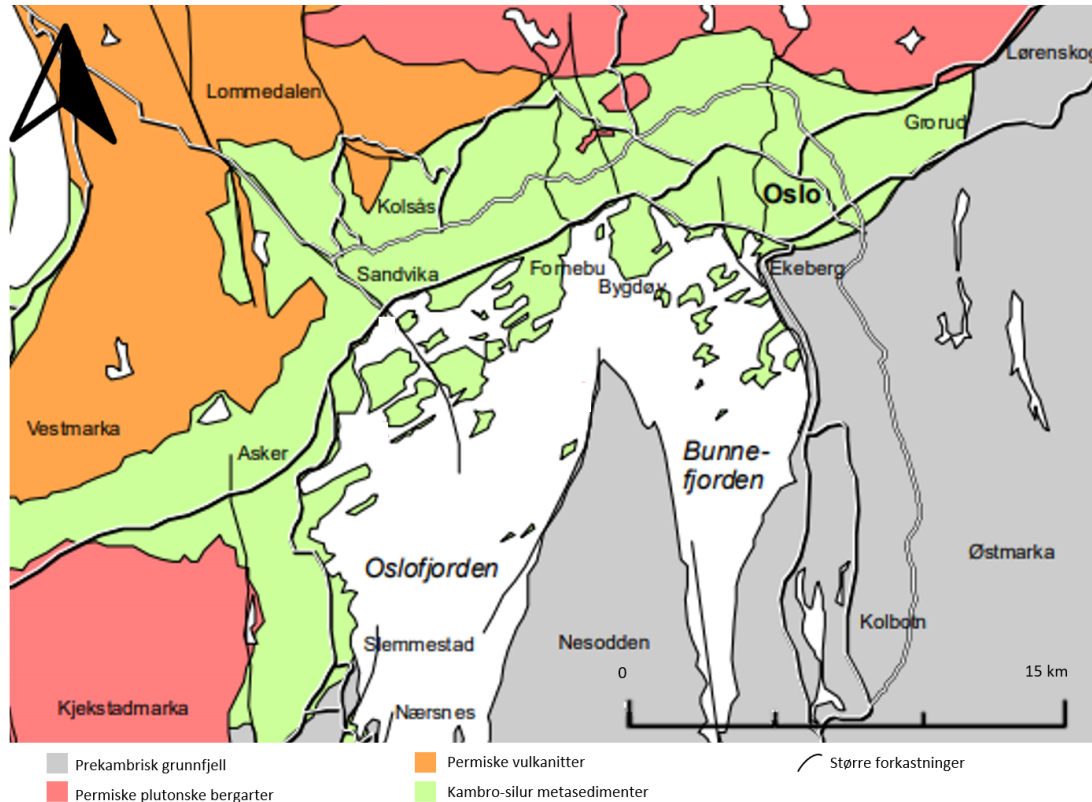 Lørenskog
Lommedalen
Grorud
Oslo
Kolsås
Sandvika
Fornebu
Ekeberg
Bygdøy
Vestmarka
Asker
Bunne-
fjorden
Oslofjorden
Østmarka
Slemmestad
Nesodden
Kolbotn
0
15 km
Kjekstadmarka
Nærsnes
Prekambrisk grunnfjell
Permiske vulkanitter
Større forkastninger
Permiske plutonske bergarter
Kambro-silur metasedimenter